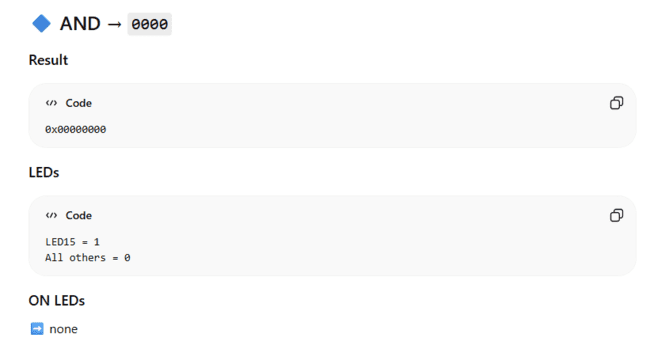 AND → 0000
Result
</> Code
0x00000000
LEDs
</> Code
LED15 = 1
All others = 0
ON LEDs
➡ none